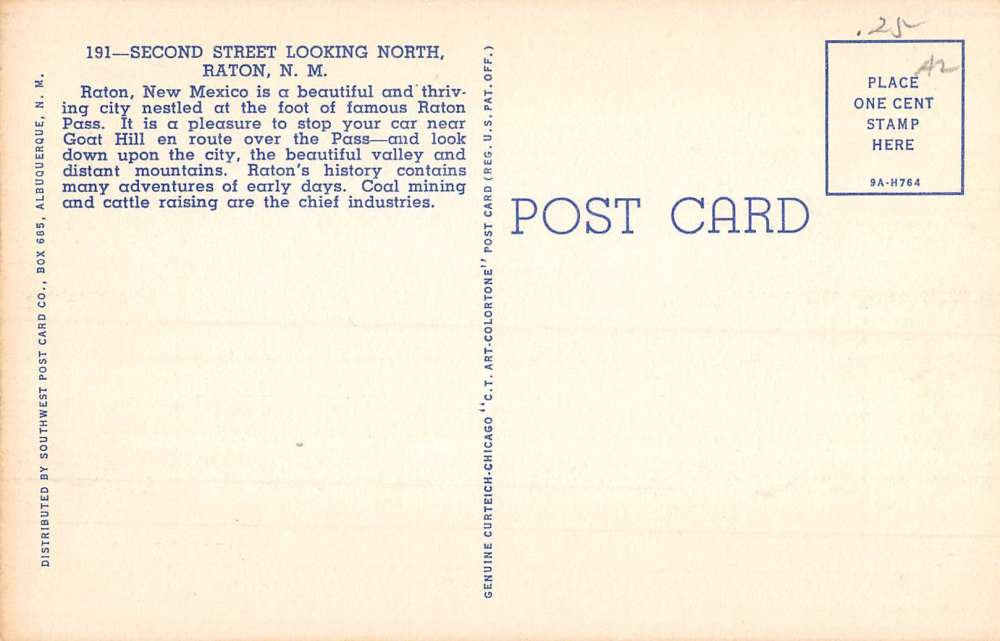 191—SECOND STREET LOOKING NORTH,
RATON, N. M.
Raton, New Mexico is a beautiful and thriv-
ing city nestled at the foot of famous Raton
Pass. It is a pleasure to stop your car near
Goat Hill en route over the Pass—and look
down upon the city, the beautiful valley and
distant mountains. Raton's history contains
many adventures of early days. Coal mining
and cattle raising are the chief industries.
DISTRIBUTED BY SOUTHWEST POST CARD CO., BOX 685, ALBUQUERQUE, N. M.
GENUINE CURTEICH-CHICAGO "C.T. ART-COLORTONE" POST CARD (REG. U.S. PAT. OFF.)
POST CARD
.25
PLACE
ONE CENT
STAMP
HERE
9A-H764